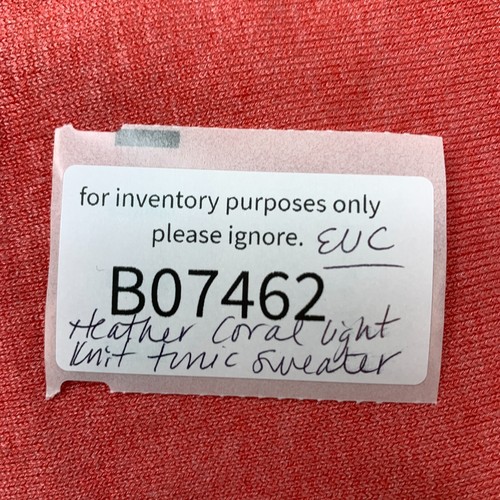 for inventory purposes only
please ignore. EUC
B07462
Heather Coral light
knit tunic sweater